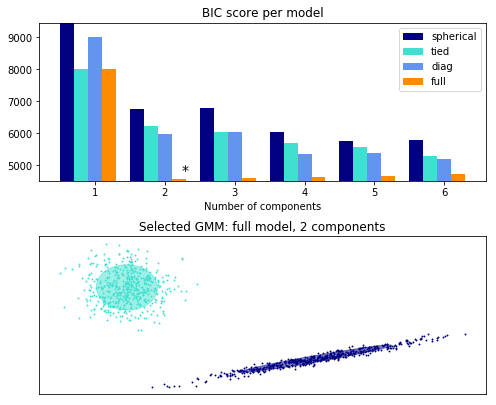 BIC score per model
9000
8000
7000
6000
5000
spherical
tied
diag
full
*
1 2 3 4 5 6
Number of components
Selected GMM: full model, 2 components